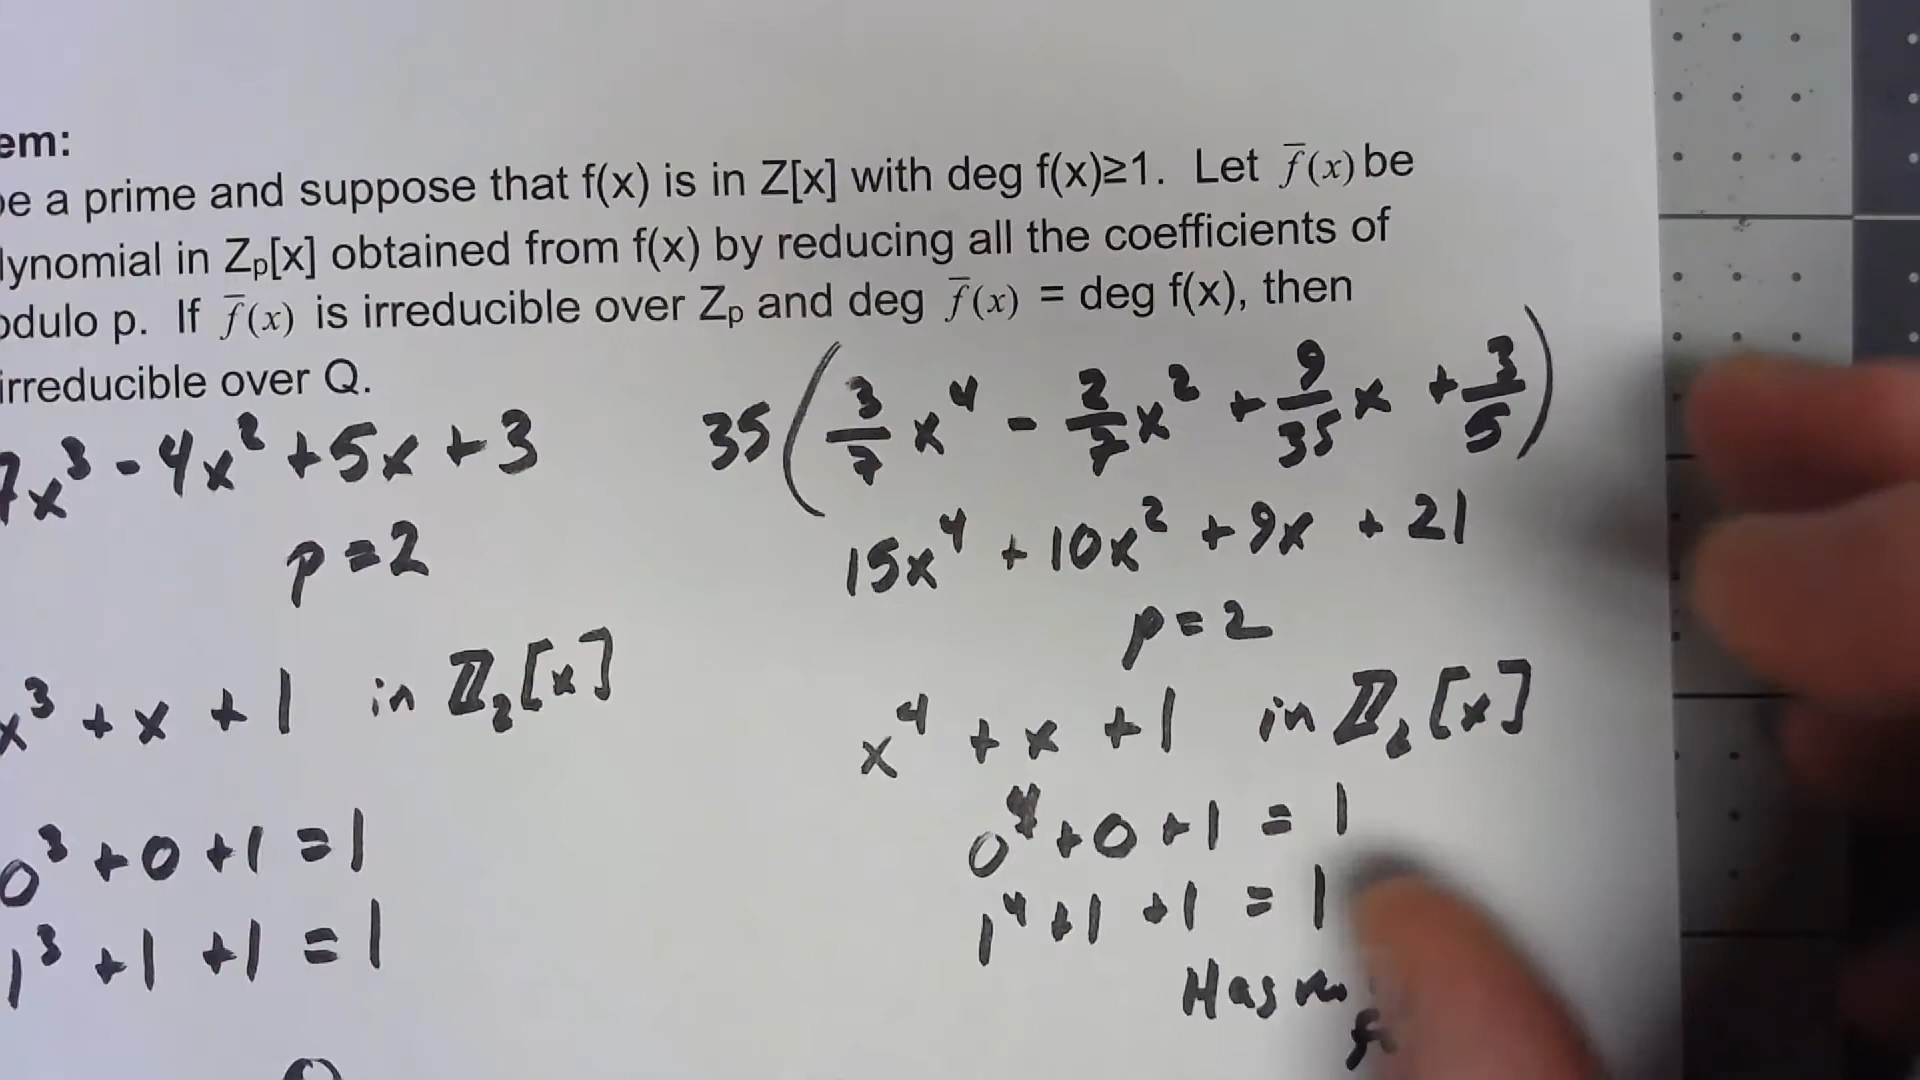 em:
be a prime and suppose that f(x) is in Z[x] with deg f(x)≥1. Let f̅(x) be
lynomial in Zₚ[x] obtained from f(x) by reducing all the coefficients of
odulo p. If f̅(x) is irreducible over Zₚ and deg f̅(x) = deg f(x), then
irreducible over Q.
7x³ - 4x² + 5x + 3
p = 2
x³ + x + 1 in ℤ₂[x]
0³ + 0 + 1 = 1
1³ + 1 + 1 = 1
35(3/7 x⁴ - 2/7 x² + 9/35 x + 3/5)
15x⁴ + 10x² + 9x + 21
p = 2
x⁴ + x + 1 in ℤ₂[x]
0⁴ + 0 + 1 = 1
1⁴ + 1 + 1 = 1
Has no